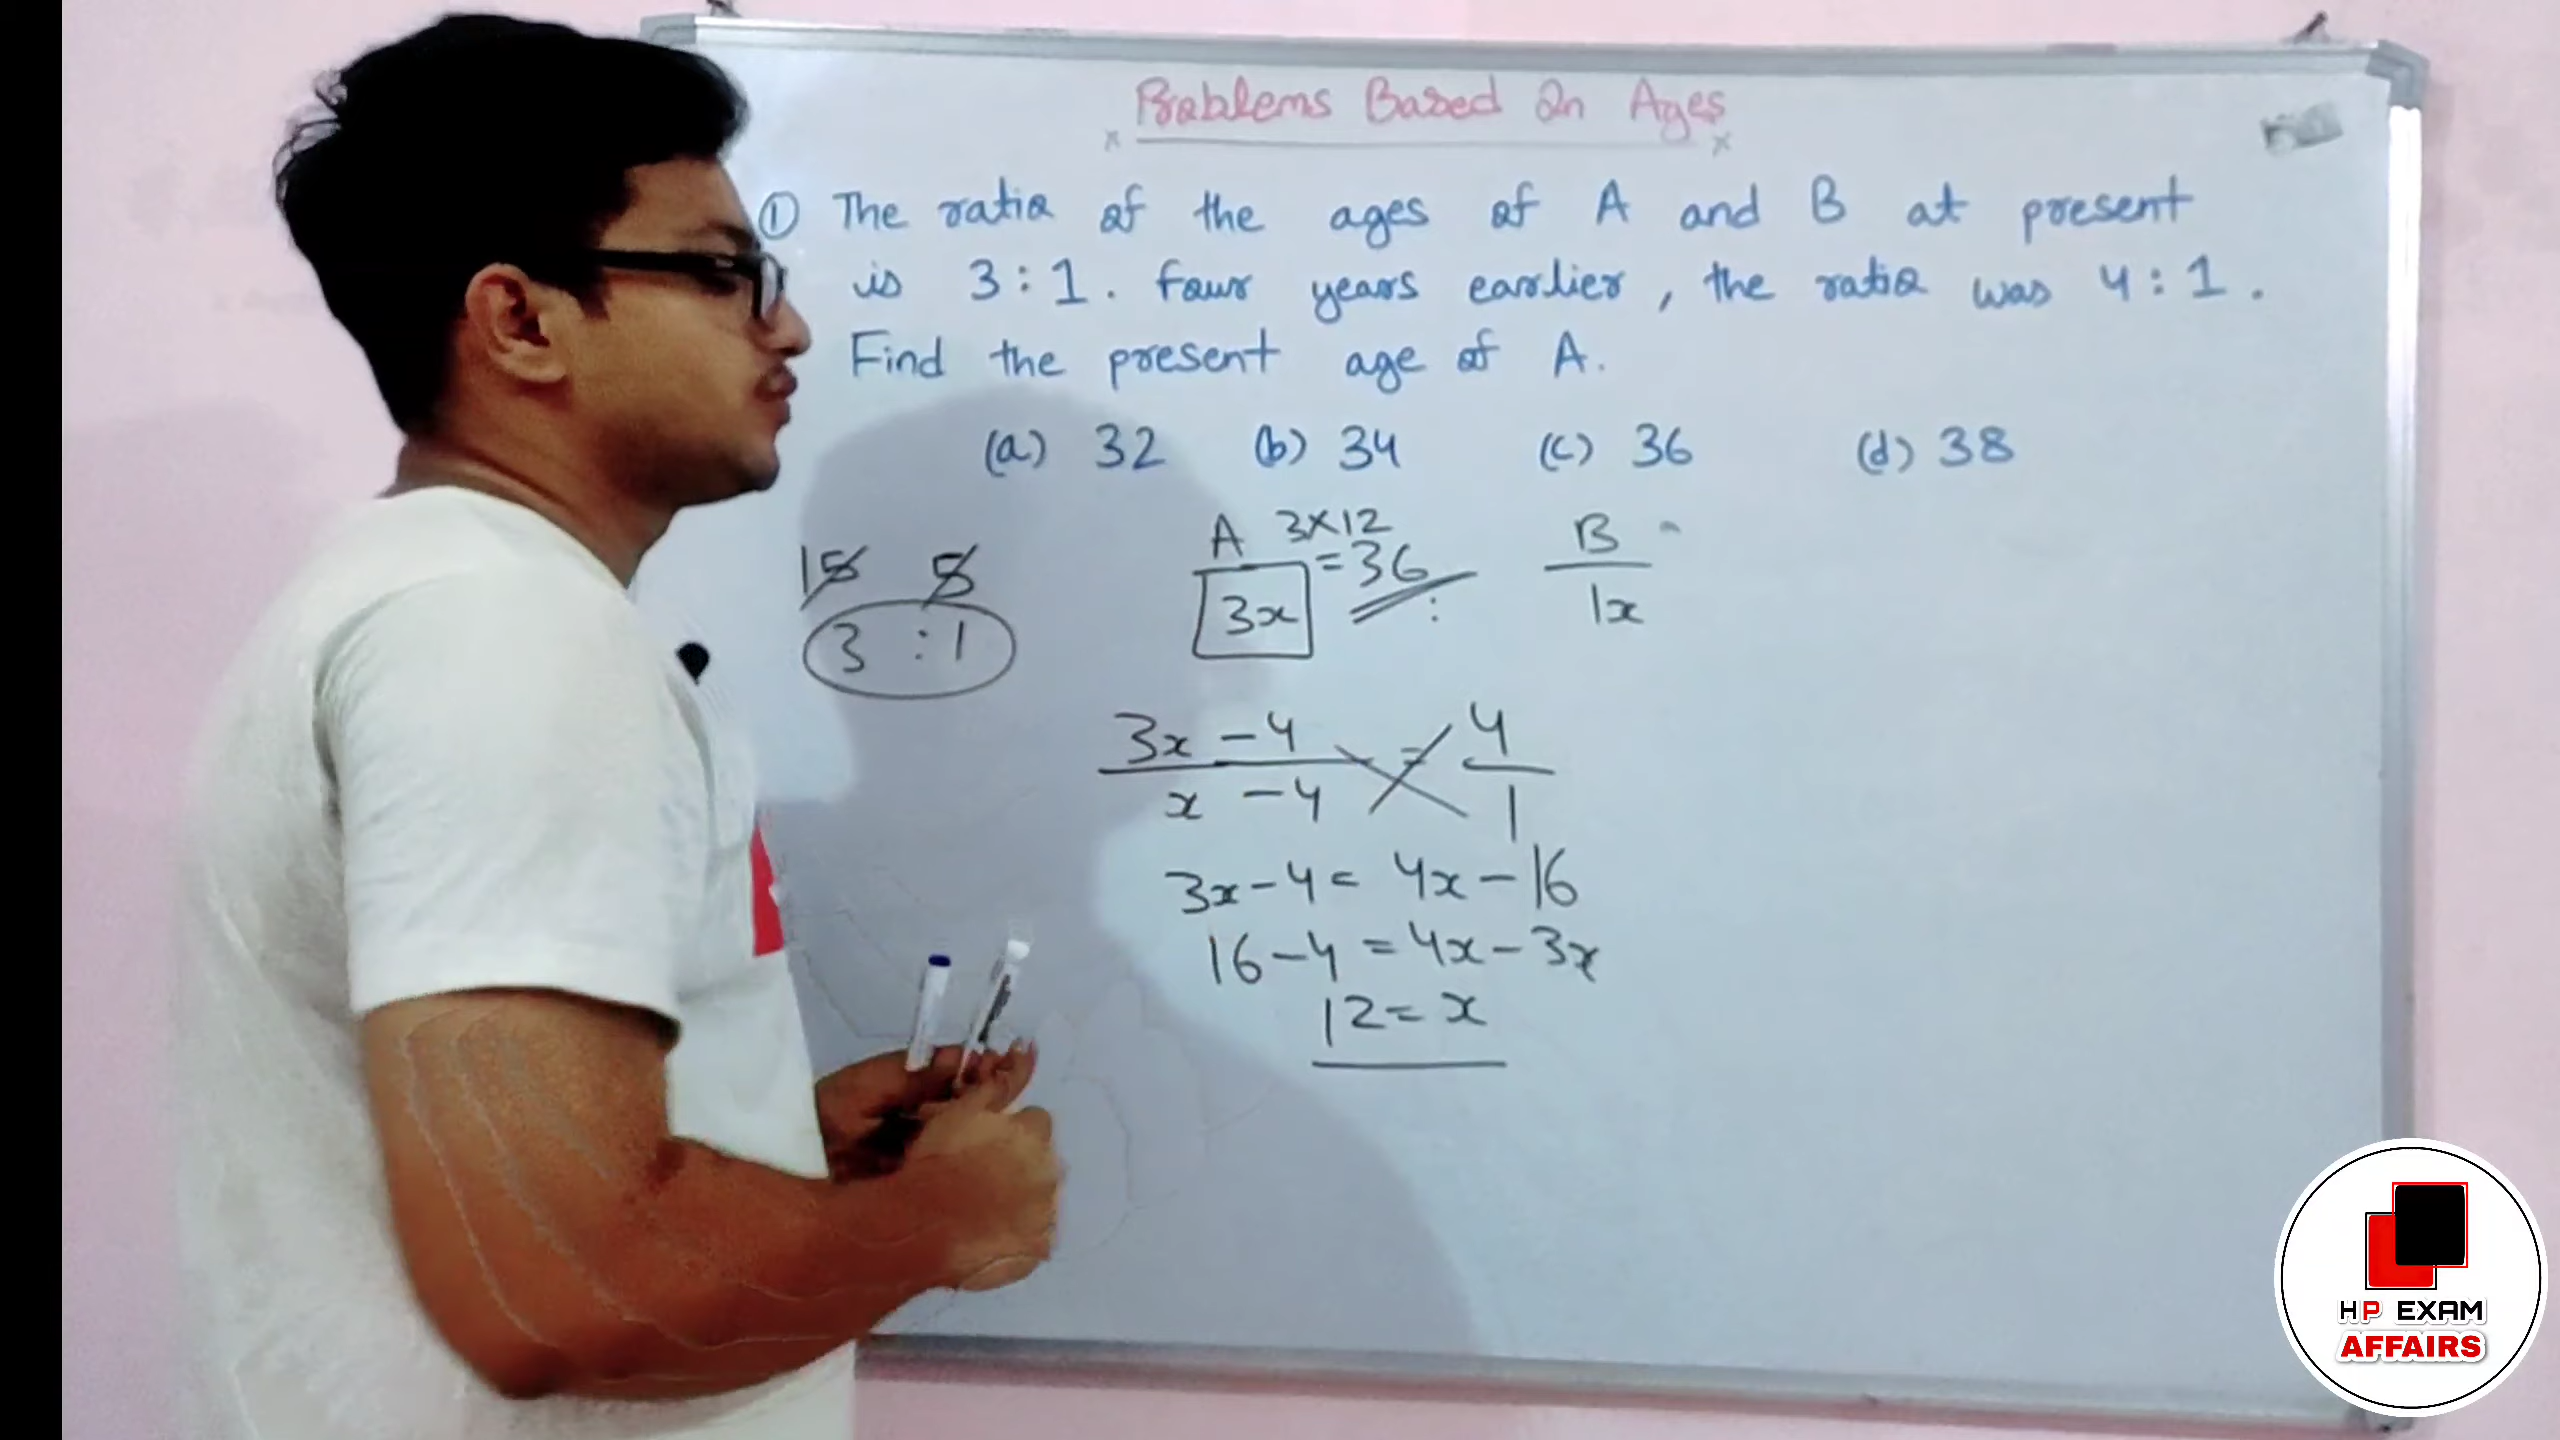 Problems Based On Ages
① The ratio of the ages of A and B at present
is 3 : 1 . Four years earlier , the ratio was 4 : 1 .
Find the present age of A.
(a) 32 (b) 34 (c) 36 (d) 38
15 5
3 : 1
A 3×12 B
= 36
3x : 1x
3x - 4 = 4
x - 4 1
3x - 4 = 4x - 16
16 - 4 = 4x - 3x
12 = x
HP EXAM
AFFAIRS